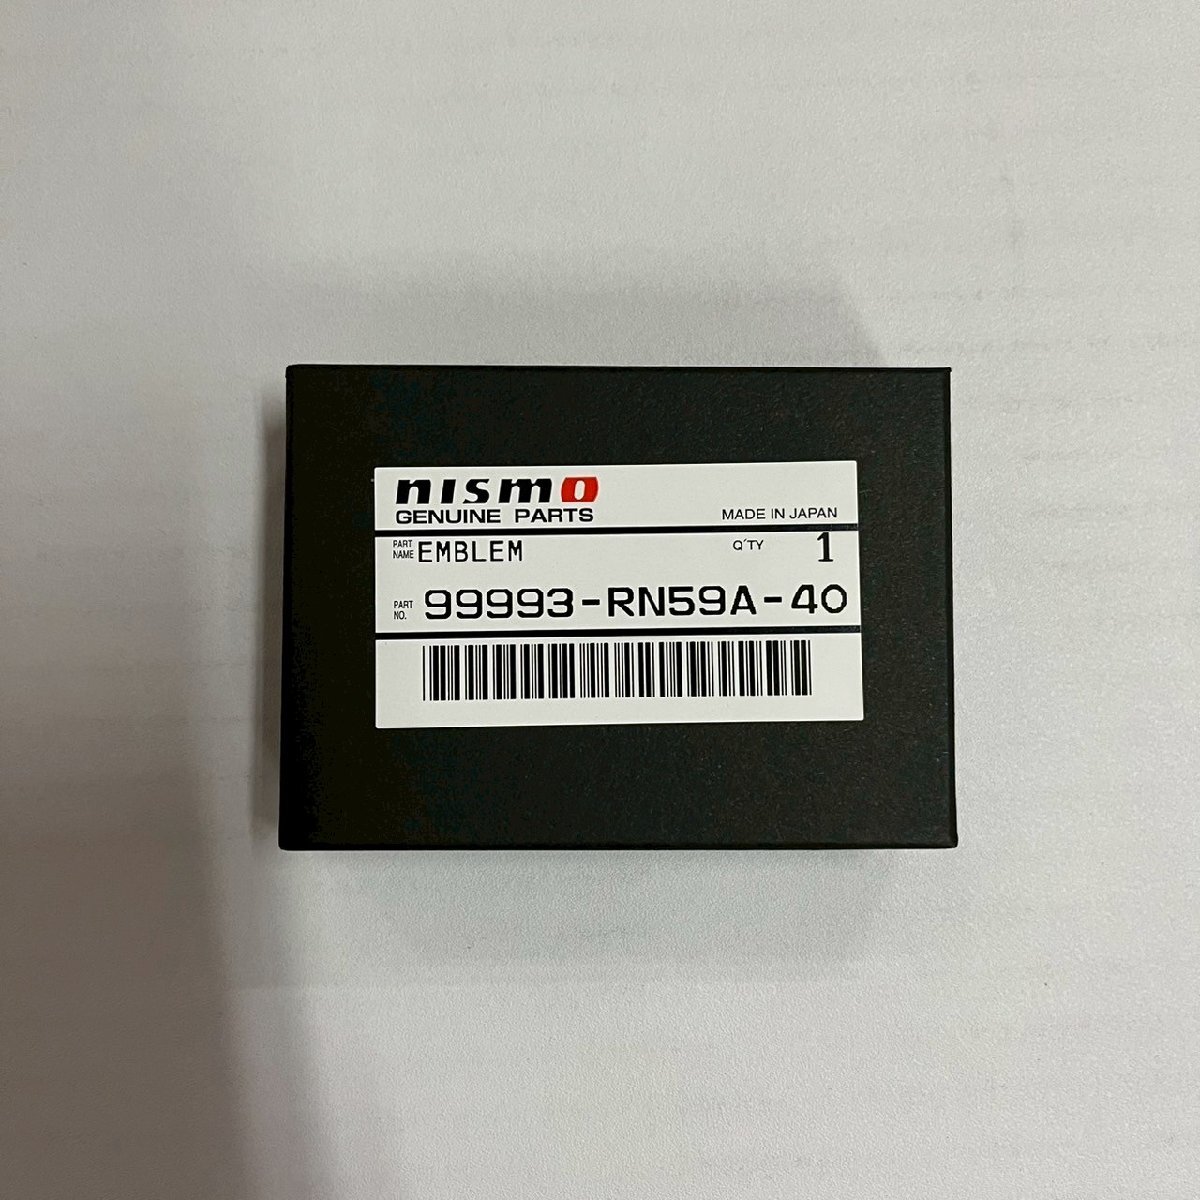 nismo
GENUINE PARTS
MADE IN JAPAN
PART NAME EMBLEM
Q'TY 1
PART NO. 99993-RN59A-40